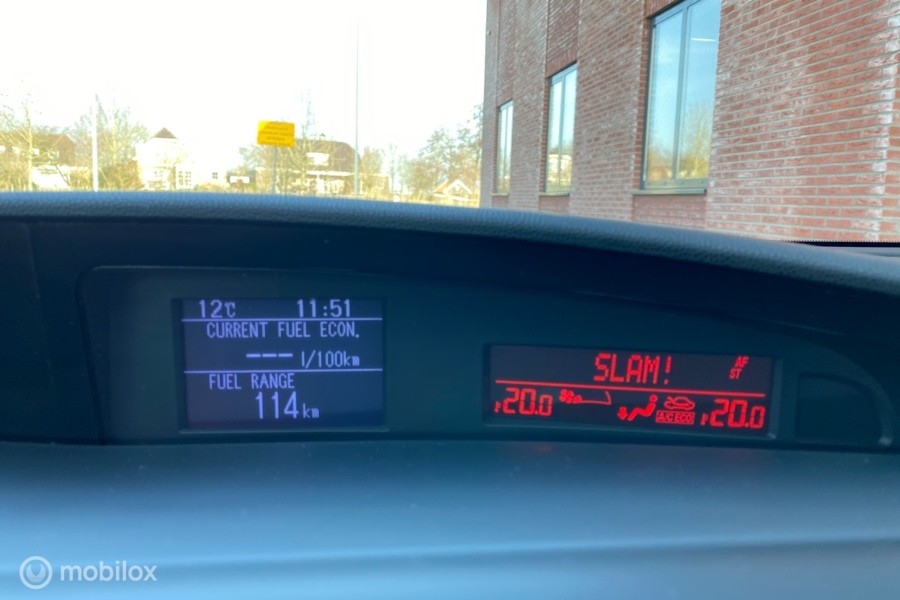 12℃ 11:51
CURRENT FUEL ECON.
--- l/100km
FUEL RANGE
114km
SLAM! AF
ST
20.0 A/C ECO 20.0
mobilox